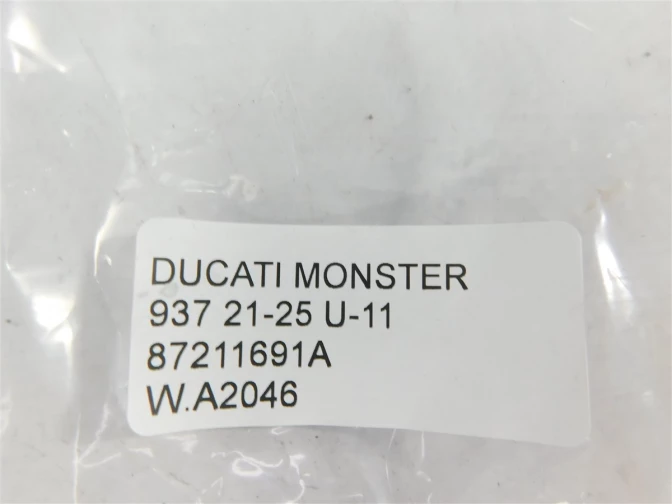 DUCATI MONSTER
937 21-25 U-11
87211691A
W.A2046